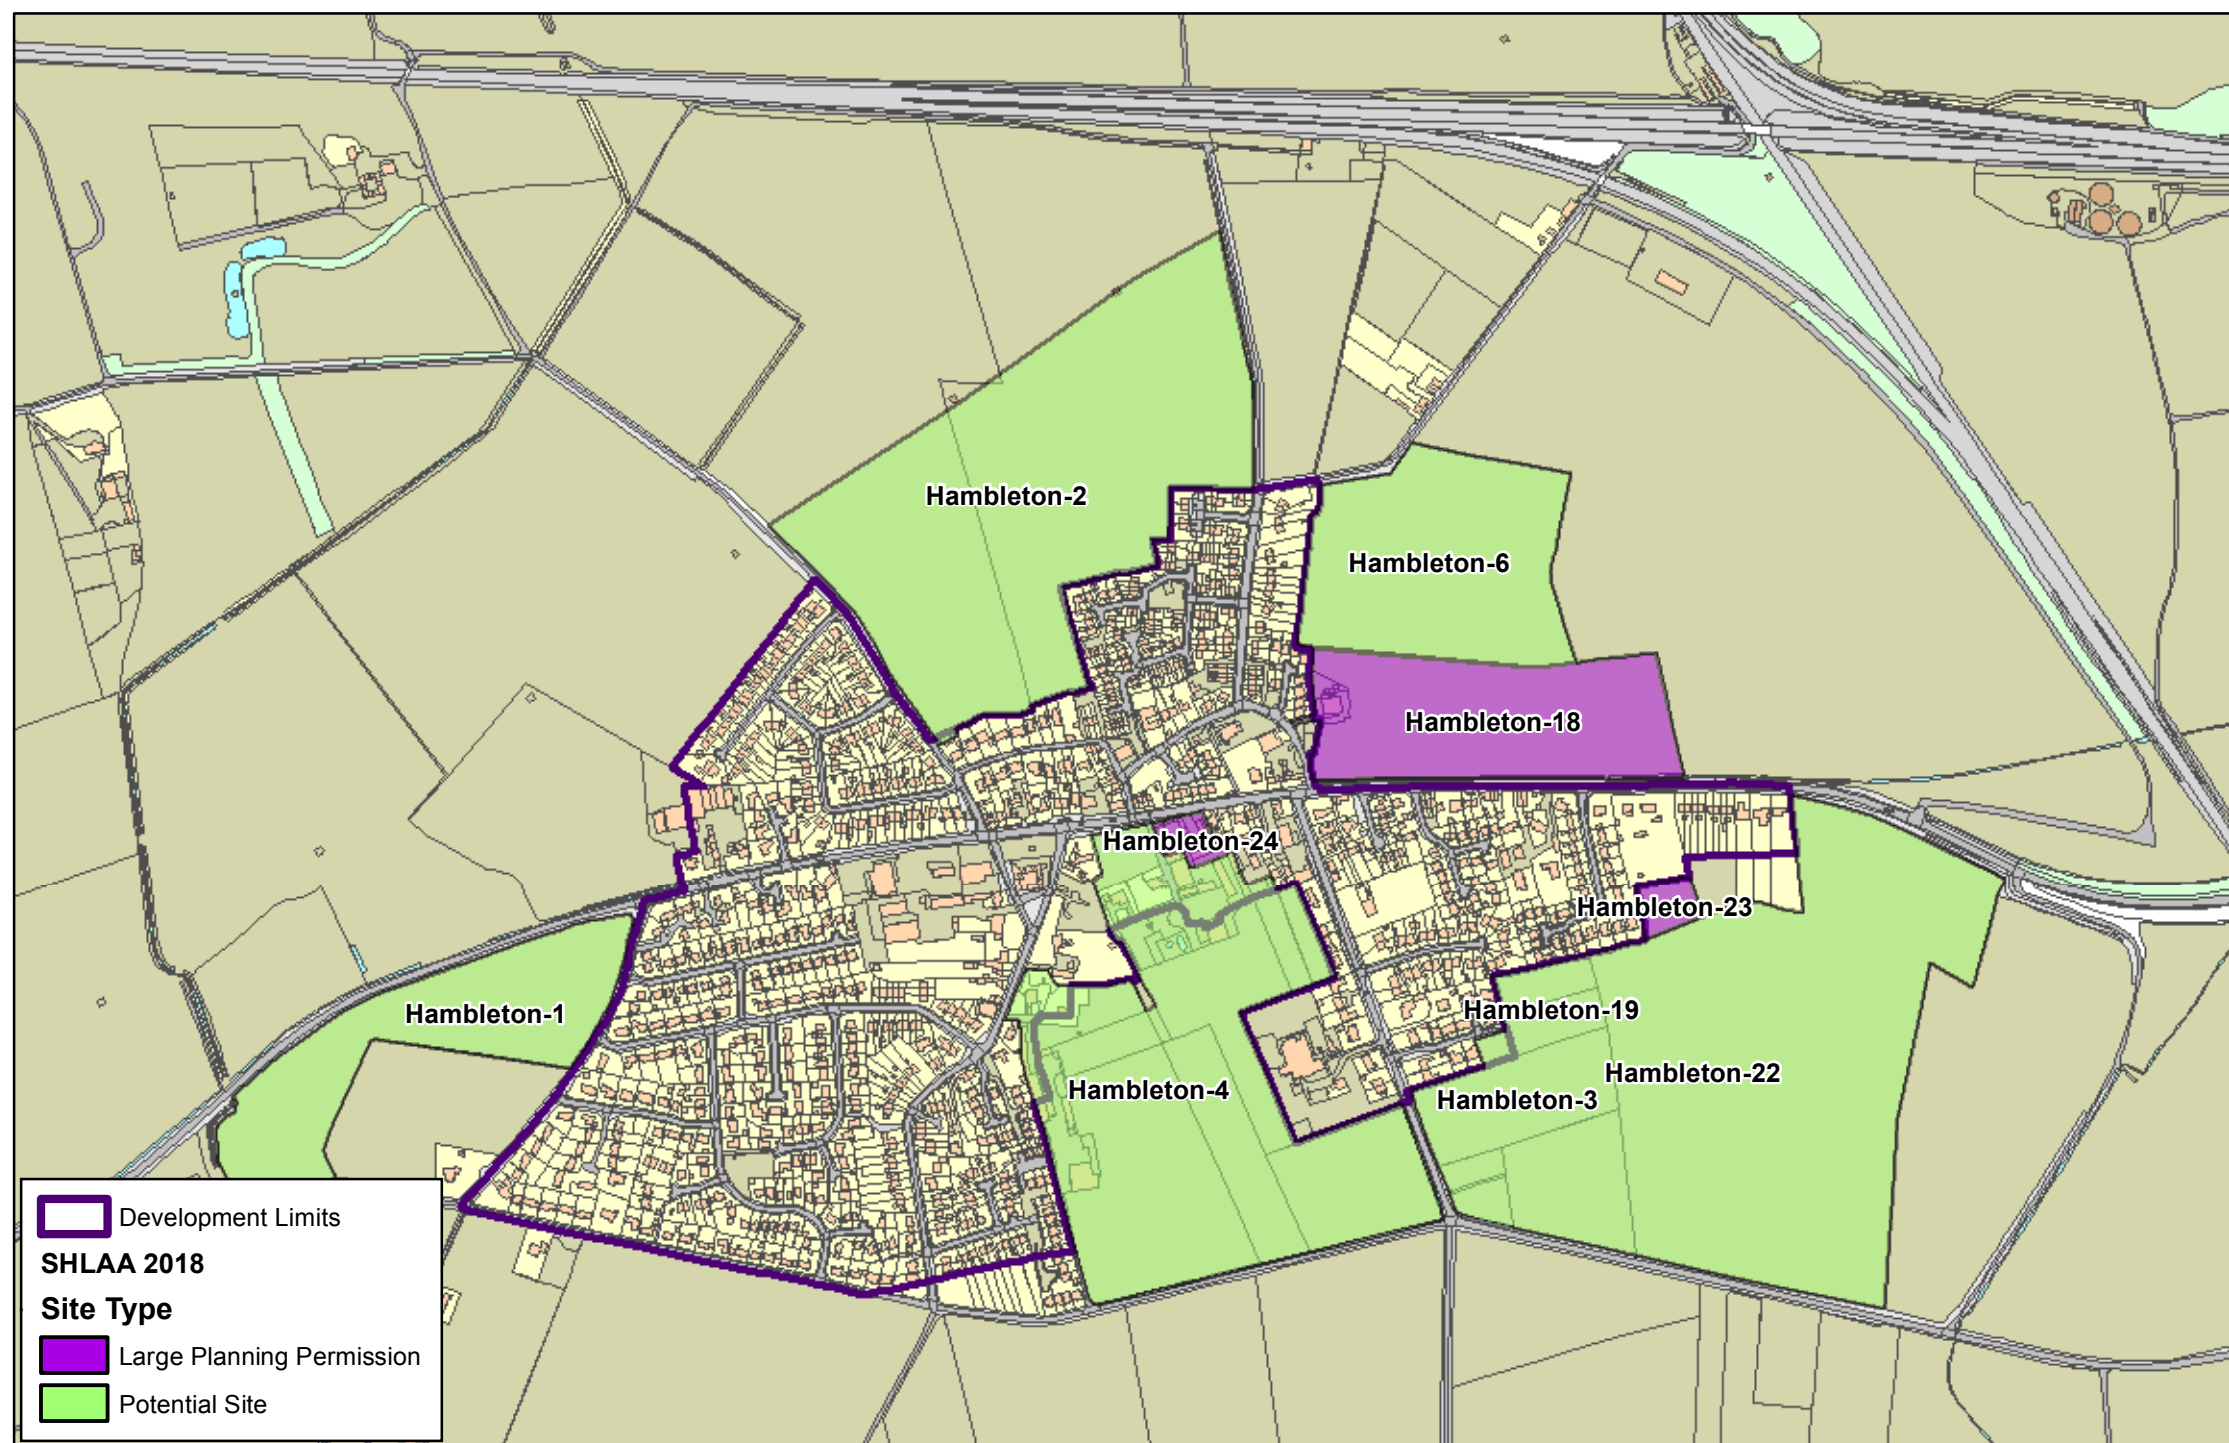 Hambleton-2
Hambleton-6
Hambleton-18
Hambleton-24
Hambleton-23
Hambleton-1
Hambleton-19
Hambleton-22
Hambleton-4
Hambleton-3
Development Limits
SHLAA 2018
Site Type
Large Planning Permission
Potential Site